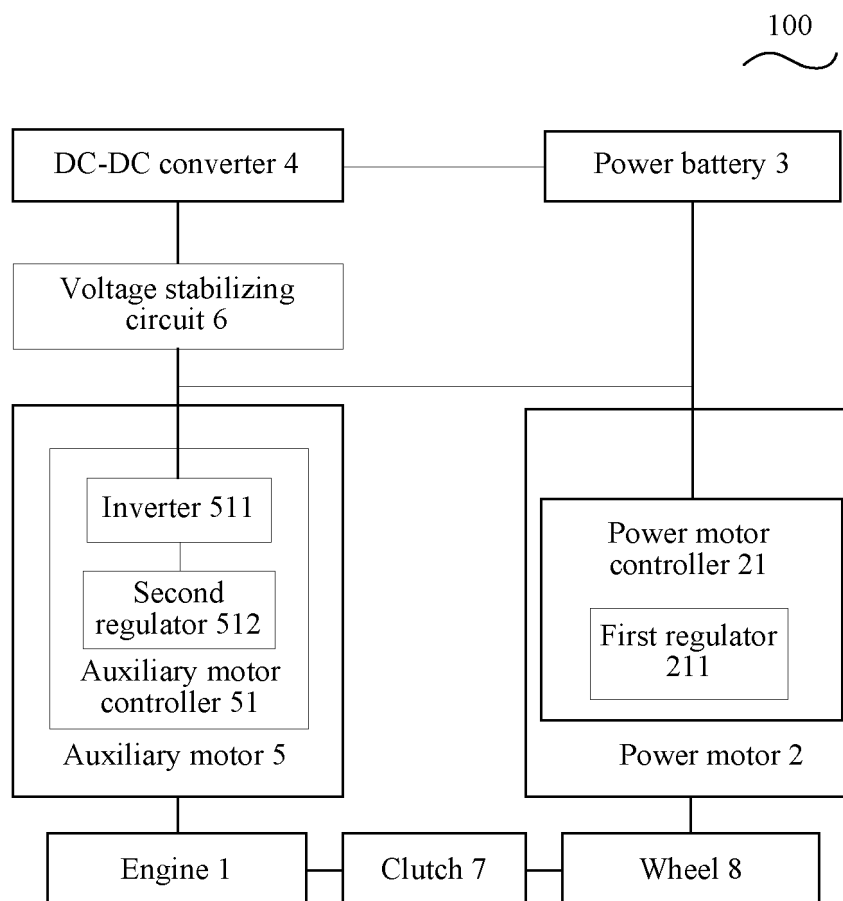 100
DC-DC converter 4
Power battery 3
Voltage stabilizing
circuit 6
Inverter 511
Second
regulator 512
Auxiliary motor
controller 51
Auxiliary motor 5
Power motor
controller 21
First regulator
211
Power motor 2
Engine 1
Clutch 7
Wheel 8